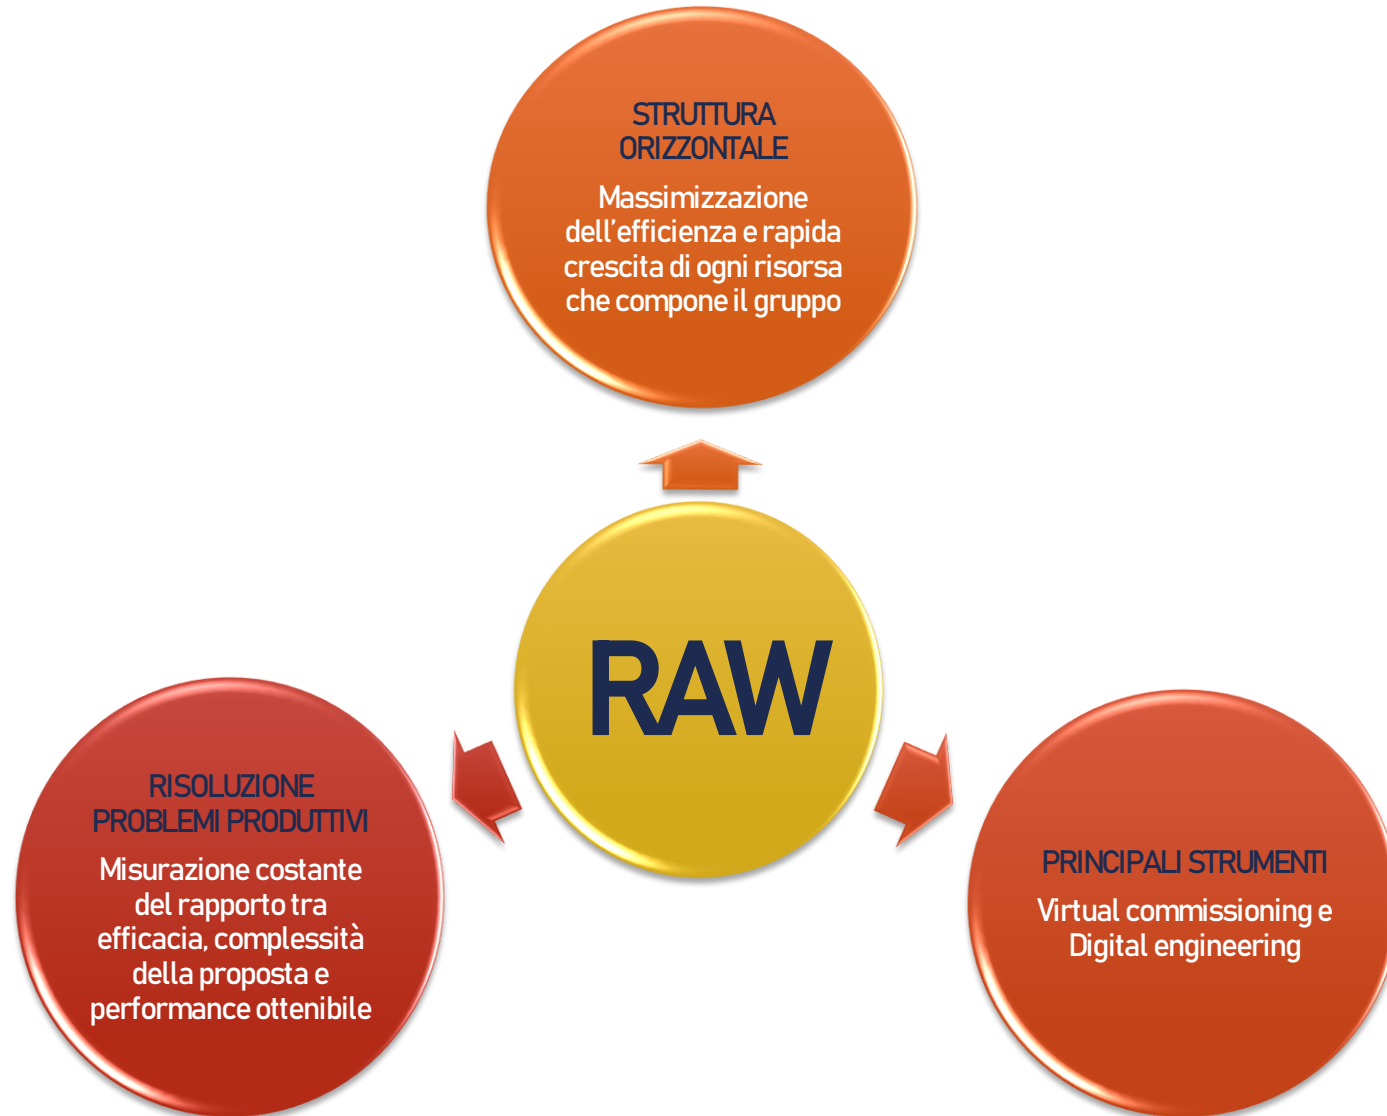 STRUTTURA
ORIZZONTALE
Massimizzazione
dell'efficienza e rapida
crescita di ogni risorsa
che compone il gruppo
RAW
RISOLUZIONE
PROBLEMI PRODUTTIVI
Misurazione costante
del rapporto tra
efficacia, complessità
della proposta e
performance ottenibile
PRINCIPALI STRUMENTI
Virtual commissioning e
Digital engineering